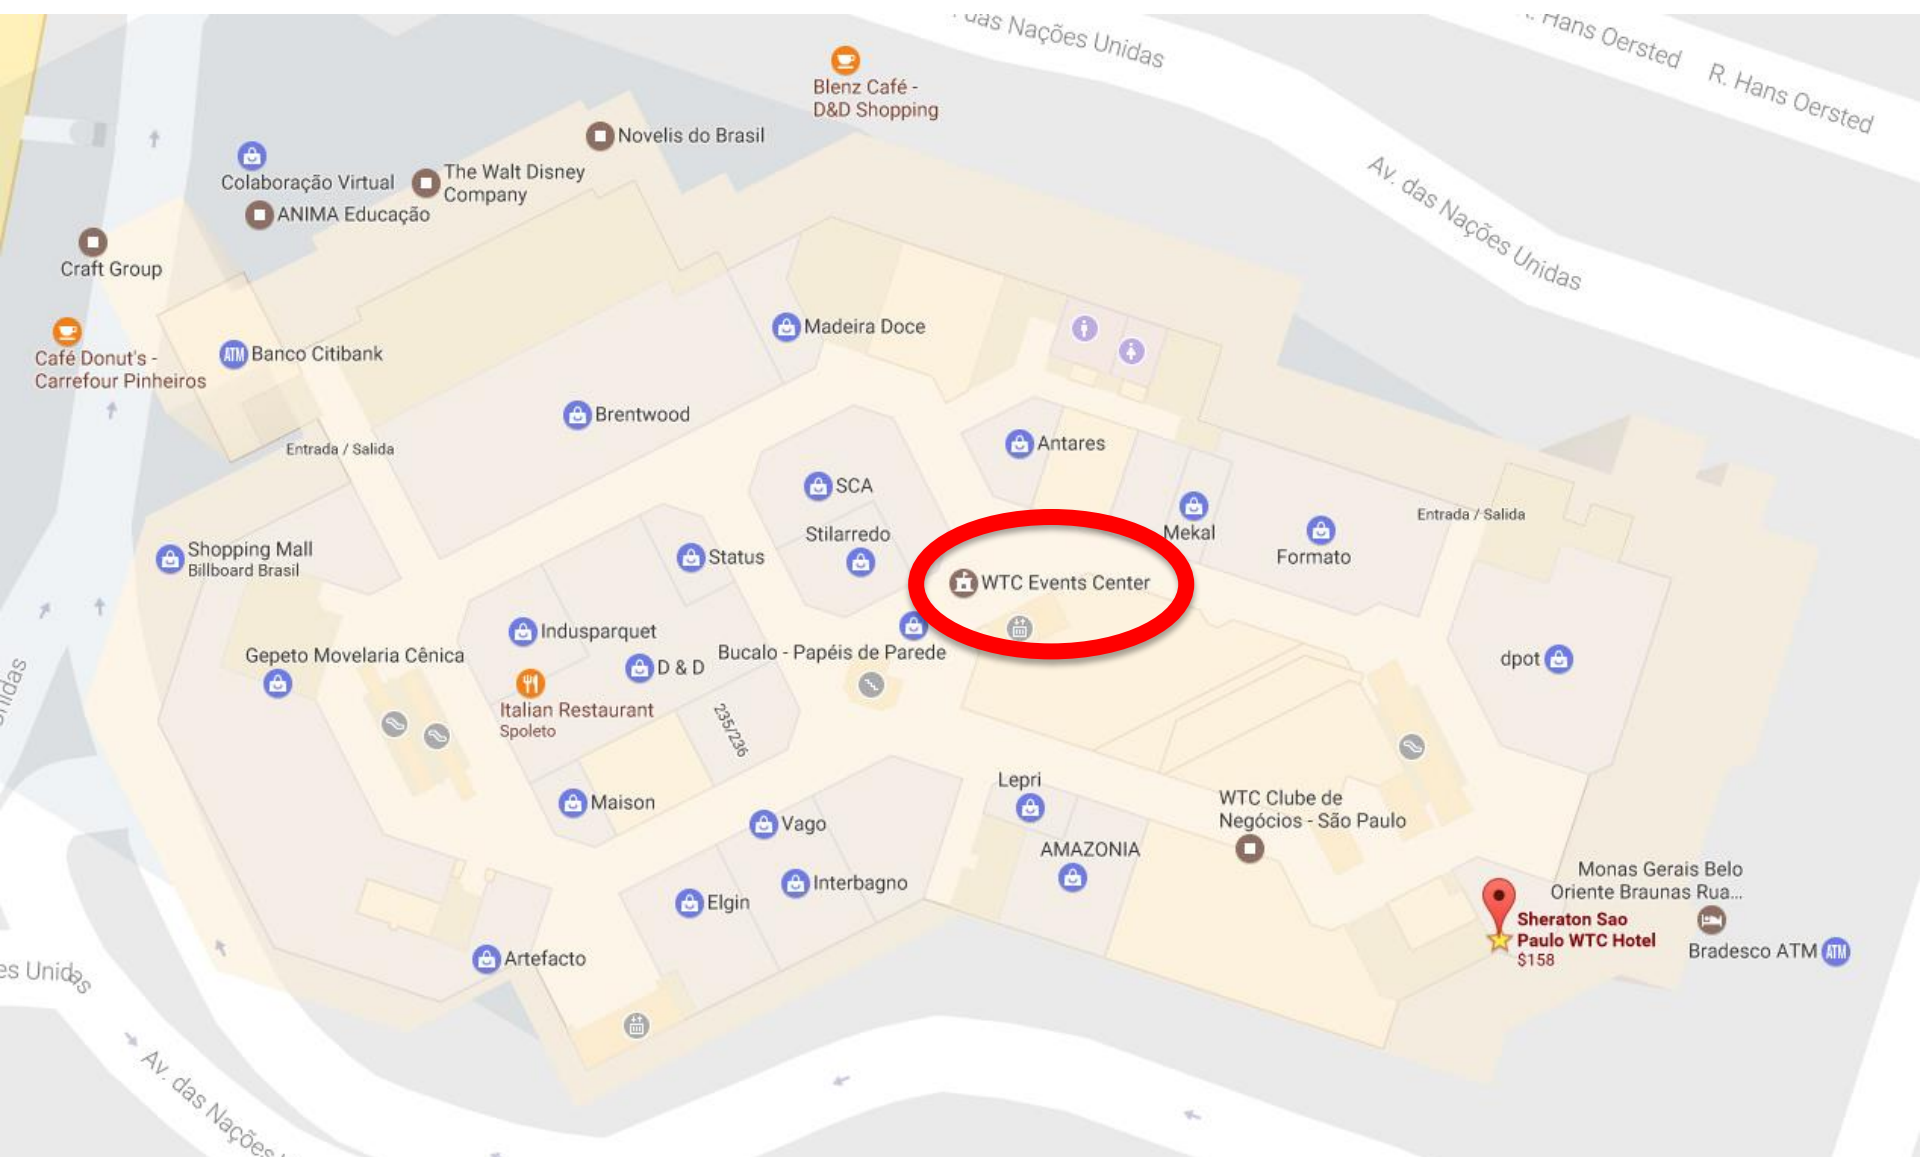 das Nações Unidas
Hans Oersted
R. Hans Oersted
Blenz Café -
D&D Shopping
Novelis do Brasil
The Walt Disney
Company
Colaboração Virtual
ANIMA Educação
Av. das Nações Unidas
Craft Group
Café Donut's -
Carrefour Pinheiros
ATM Banco Citibank
Madeira Doce
Brentwood
Entrada / Salida
Antares
SCA
Stilarredo
Mekal
Formato
Entrada / Salida
Shopping Mall
Billboard Brasil
Status
WTC Events Center
Indusparquet
Bucalo - Papéis de Parede
Gepeto Movelaria Cênica
D & D
dpot
Italian Restaurant
Spoleto
235/236
Maison
Vago
Lepri
WTC Clube de
Negócios - São Paulo
AMAZONIA
Interbagno
Elgin
Monas Gerais Belo
Oriente Braunas Rua...
Sheraton Sao
Paulo WTC Hotel
$158
Bradesco ATM ATM
Artefacto
es Unidas
Av. das Nações